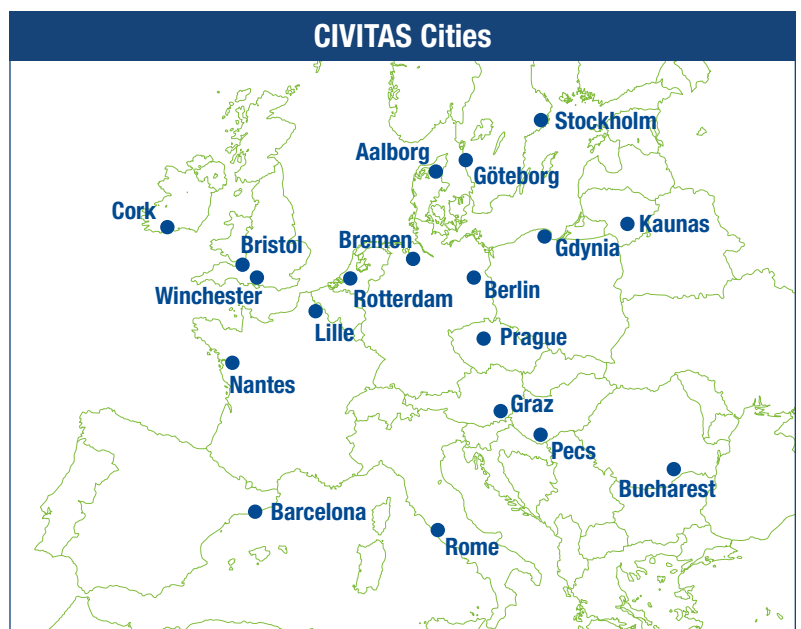 CIVITAS Cities
Stockholm
Aalborg
Göteborg
Cork
Kaunas
Bristol
Bremen
Gdynia
Winchester
Rotterdam
Berlin
Lille
Prague
Nantes
Graz
Pecs
Bucharest
Barcelona
Rome